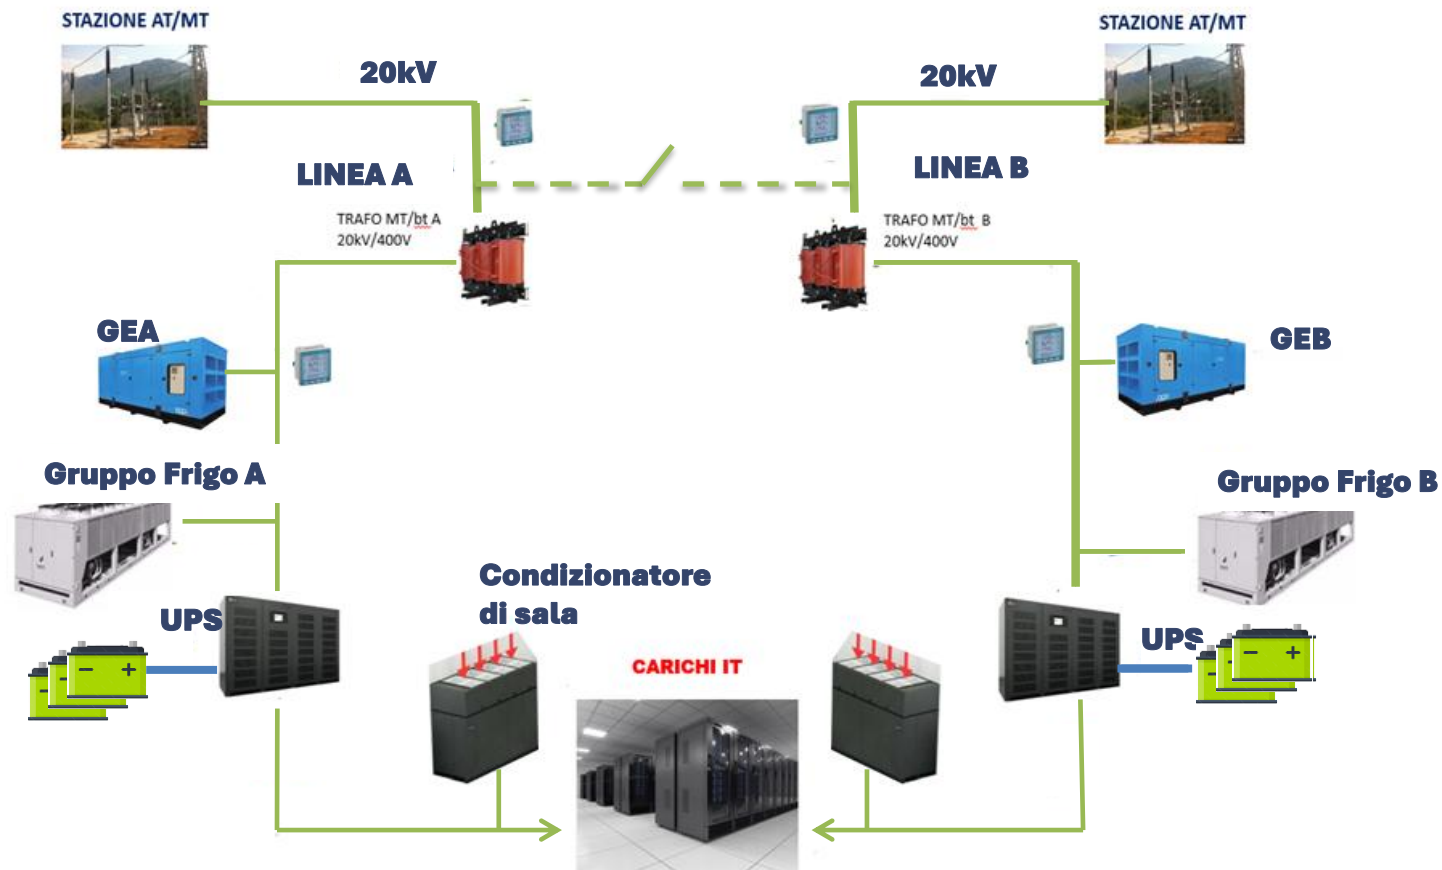 STAZIONE AT/MT
STAZIONE AT/MT
20kV
20kV
LINEA A
LINEA B
TRAFO MT/bt A
20kV/400V
TRAFO MT/bt B
20kV/400V
GEA
GEB
Gruppo Frigo A
Gruppo Frigo B
Condizionatore
di sala
UPS
UPS
CARICHI IT